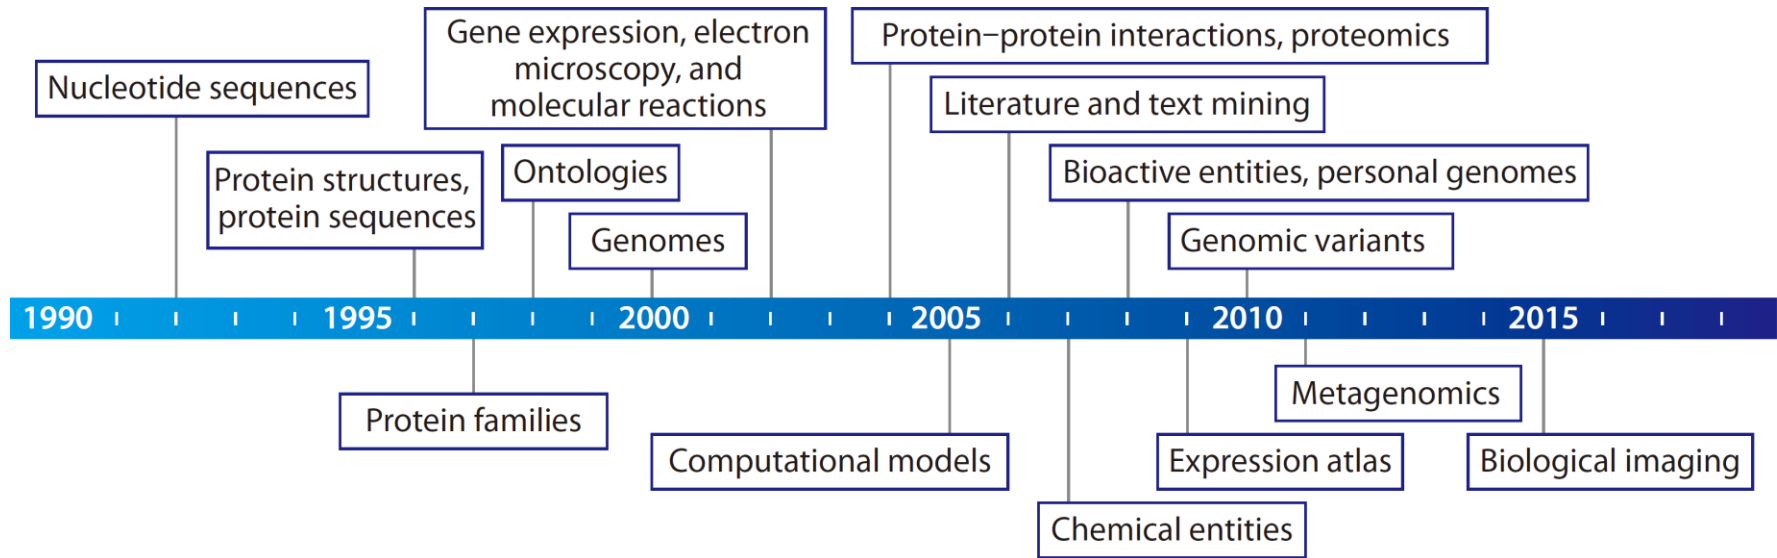 Nucleotide sequences
Gene expression, electron
microscopy, and
molecular reactions
Protein–protein interactions, proteomics
Literature and text mining
Protein structures,
protein sequences
Ontologies
Bioactive entities, personal genomes
Genomes
Genomic variants
1990 1995 2000 2005 2010 2015
Protein families
Metagenomics
Computational models
Expression atlas
Biological imaging
Chemical entities